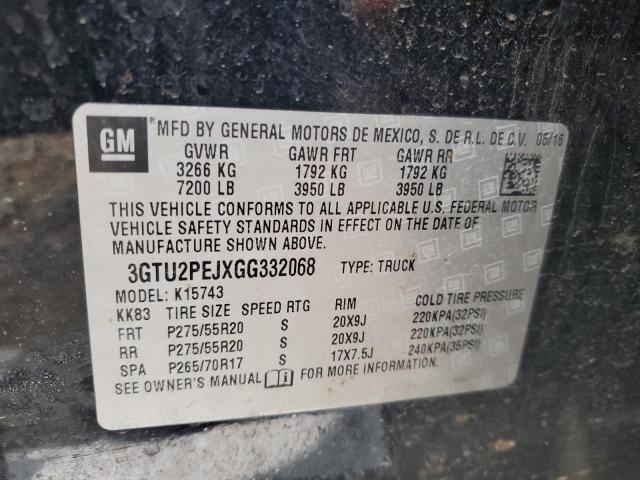 GM
® MFD BY GENERAL MOTORS DE MEXICO, S. DE R.L. DE C.V. 05/16
GVWR GAWR FRT GAWR RR
3266 KG 1792 KG 1792 KG
7200 LB 3950 LB 3950 LB
THIS VEHICLE CONFORMS TO ALL APPLICABLE U.S. FEDERAL MOTOR
VEHICLE SAFETY STANDARDS IN EFFECT ON THE DATE OF
MANUFACTURE SHOWN ABOVE.
3GTU2PEJXGG332068 TYPE: TRUCK
MODEL: K15743
KK83 TIRE SIZE SPEED RTG RIM COLD TIRE PRESSURE
FRT P275/55R20 S 20X9J 220KPA(32PSI)
RR P275/55R20 S 20X9J 220KPA(32PSI)
SPA P265/70R17 S 17X7.5J 240KPA(35PSI)
SEE OWNER'S MANUAL i FOR MORE INFORMATION.